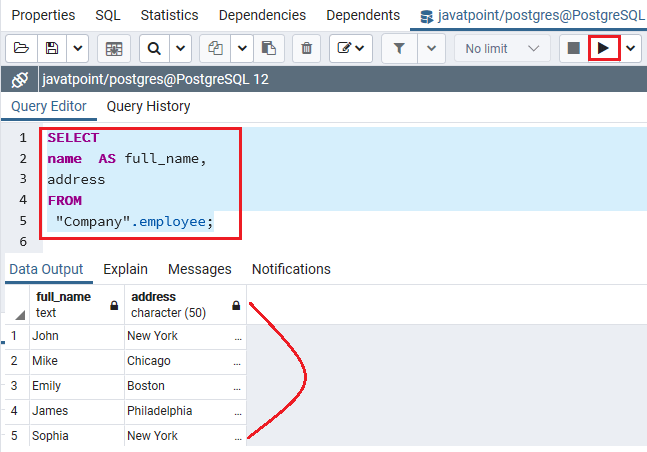 Properties SQL Statistics Dependencies Dependents javatpoint/postgres@PostgreSQL
No limit
javatpoint/postgres@PostgreSQL 12
Query Editor Query History
1 SELECT
2 name AS full_name,
3 address
4 FROM
5 "Company".employee;
6
Data Output Explain Messages Notifications
full_name address
text character (50)
1 John New York ...
2 Mike Chicago ...
3 Emily Boston ...
4 James Philadelphia ...
5 Sophia New York ...